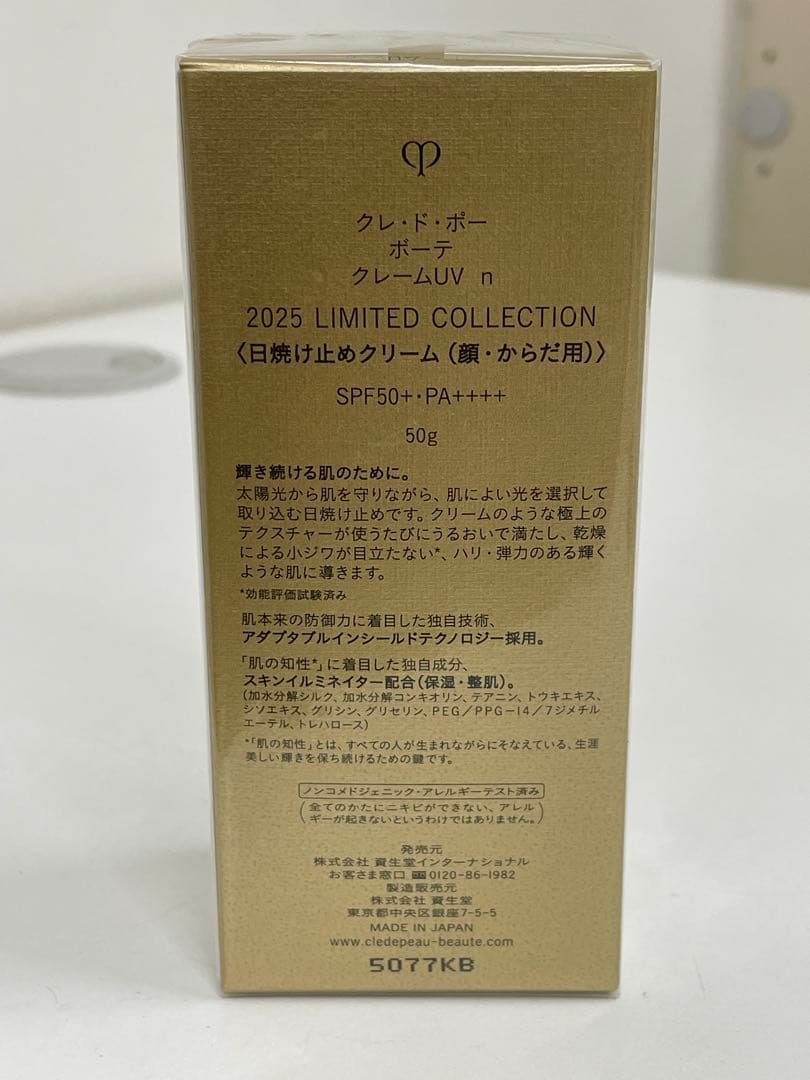 クレ・ド・ポー
ボーテ
クレームUV n
2025 LIMITED COLLECTION
〈日焼け止めクリーム(顔・からだ用)〉
SPF50+・PA++++
50g
輝き続ける肌のために。
太陽光から肌を守りながら、肌によい光を選択して
取り込む日焼け止めです。クリームのような極上の
テクスチャーが使うたびにうるおいで満たし、乾燥
による小ジワが目立たない*、ハリ・弾力のある輝く
ような肌に導きます。
*効能評価試験済み
肌本来の防御力に着目した独自技術、
アダプタブルインシールドテクノロジー採用。
「肌の知性*」に着目した独自成分、
スキンイルミネイター配合(保湿・整肌)。
(加水分解シルク、加水分解コンキオリン、テアニン、トウキエキス、
シソエキス、グリシン、グリセリン、PEG/PPG-14/7ジメチル
エーテル、トレハロース)
*「肌の知性」とは、すべての人が生まれながらにそなえている、生涯
美しい輝きを保ち続けるための鍵です。
ノンコメドジェニック・アレルギーテスト済み
(全てのかたにニキビができない、アレル
ギーが起きないというわけではありません。)
発売元
株式会社 資生堂インターナショナル
お客さま窓口 0120-86-1982
製造販売元
株式会社 資生堂
東京都中央区銀座7-5-5
MADE IN JAPAN
www.cledepeau-beaute.com
5077KB